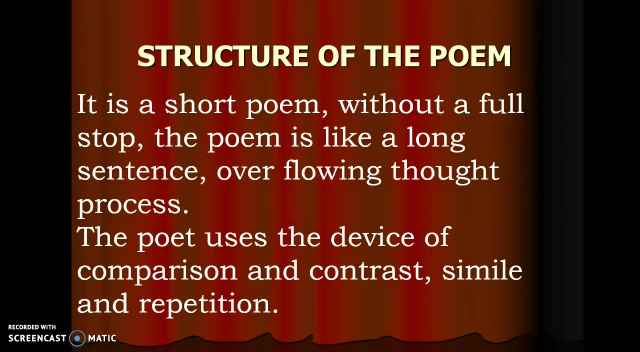 STRUCTURE OF THE POEM
It is a short poem, without a full
stop, the poem is like a long
sentence, over flowing thought
process.
The poet uses the device of
comparison and contrast, simile
and repetition.
RECORDED WITH
SCREENCAST MATIC